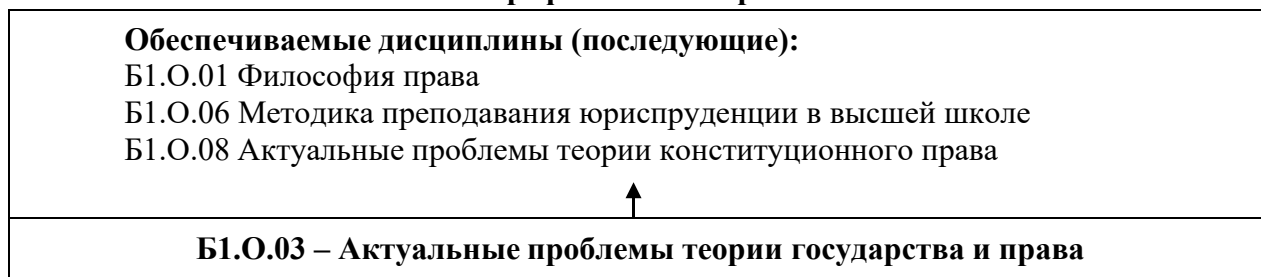 Обеспечиваемые дисциплины (последующие):
Б1.О.01 Философия права
Б1.О.06 Методика преподавания юриспруденции в высшей школе
Б1.О.08 Актуальные проблемы теории конституционного права
Б1.О.03 – Актуальные проблемы теории государства и права